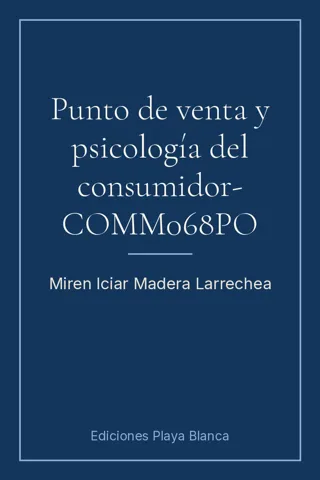 Punto de venta y
psicología del
consumidor-
COMM068PO
Miren Iciar Madera Larrechea
Ediciones Playa Blanca